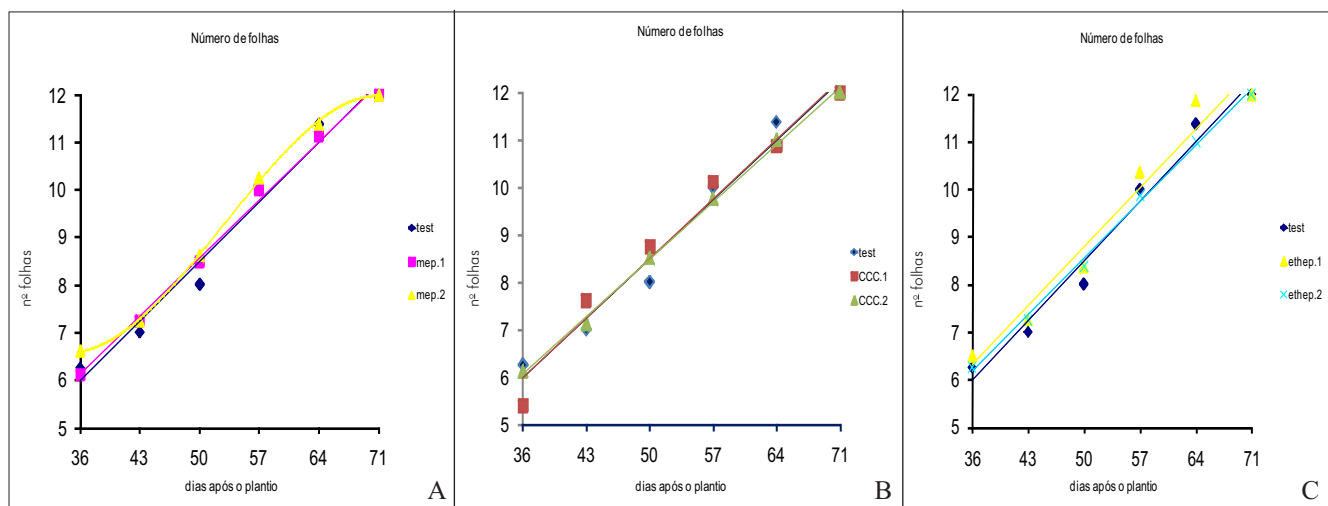 Número de folhas
12
11
10
9
8
7
6
5
nº folhas
36 43 50 57 64 71
dias após o plantio
test
mep.1
mep.2
A
Número de folhas
12
11
10
9
8
7
6
5
nº folhas
36 43 50 57 64 71
dias após o plantio
test
CCC.1
CCC.2
B
Número de folhas
12
11
10
9
8
7
6
5
nº folhas
36 43 50 57 64 71
dias após o plantio
test
ethep.1
ethep.2
C